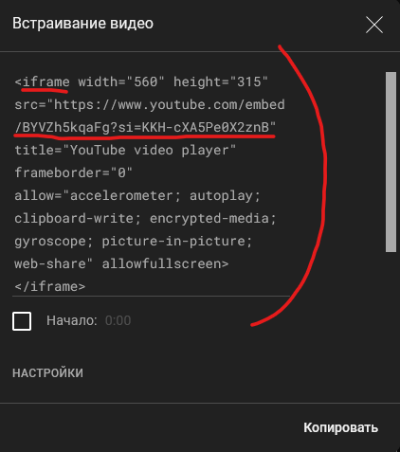 Встраивание видео
<iframe width="560" height="315"
src="https://www.youtube.com/embed
/BYVZh5kqaFg?si=KKH-cXA5Pe0X2znB"
title="YouTube video player"
frameborder="0"
allow="accelerometer; autoplay;
clipboard-write; encrypted-media;
gyroscope; picture-in-picture;
web-share" allowfullscreen>
</iframe>
Начало: 0:00
НАСТРОЙКИ
Копировать